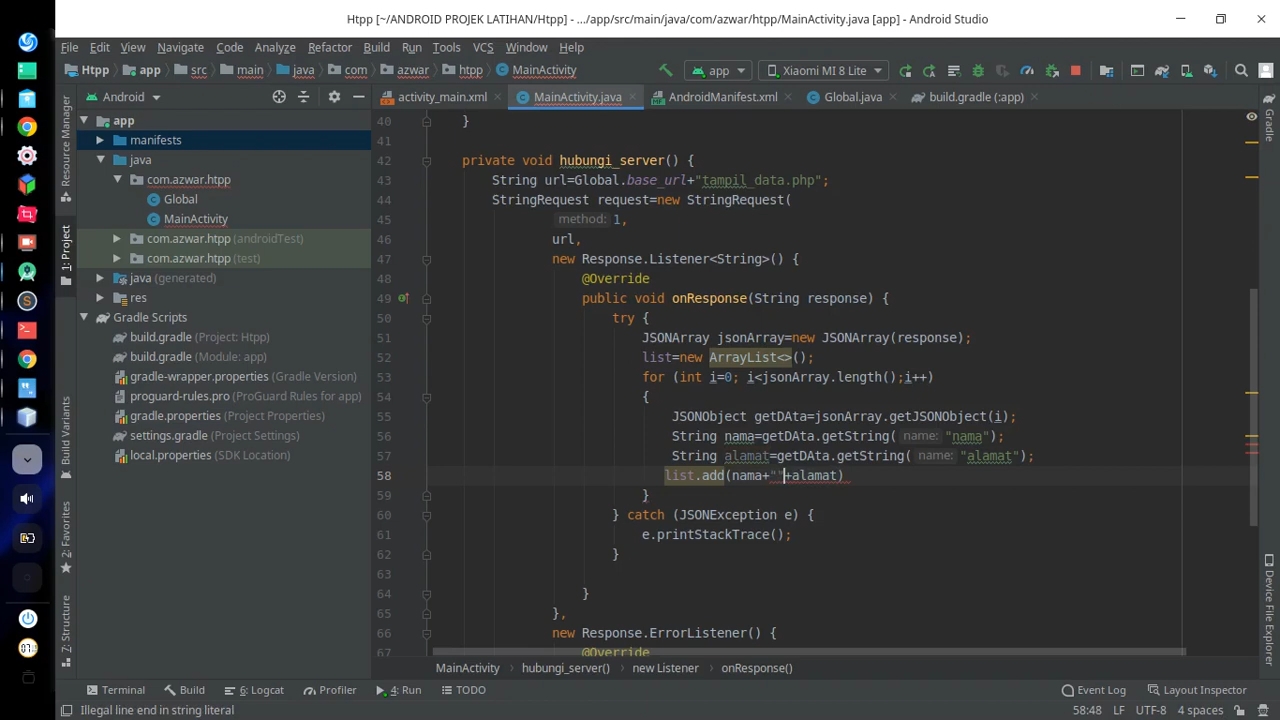 Htpp [~/ANDROID PROJEK LATIHAN/Htpp] - .../app/src/main/java/com/azwar/htpp/MainActivity.java [app] - Android Studio
File Edit View Navigate Code Analyze Refactor Build Run Tools VCS Window Help
Htpp app src main java com azwar htpp MainActivity app Xiaomi MI 8 Lite
Android activity_main.xml MainActivity.java AndroidManifest.xml Global.java build.gradle (:app)
Resource Manager
1: Project
Build Variants
2: Favorites
7: Structure
app
manifests
java
com.azwar.htpp
Global
MainActivity
com.azwar.htpp (androidTest)
com.azwar.htpp (test)
java (generated)
res
Gradle Scripts
build.gradle (Project: Htpp)
build.gradle (Module: app)
gradle-wrapper.properties (Gradle Version)
proguard-rules.pro (ProGuard Rules for app)
gradle.properties (Project Properties)
settings.gradle (Project Settings)
local.properties (SDK Location)
40 }
41
42 private void hubungi_server() {
43 String url=Global.base_url+"tampil_data.php";
44 StringRequest request=new StringRequest(
45 method: 1,
46 url,
47 new Response.Listener<String>() {
48 @Override
49 public void onResponse(String response) {
50 try {
51 JSONArray jsonArray=new JSONArray(response);
52 list=new ArrayList<>();
53 for (int i=0; i<jsonArray.length();i++)
54 {
55 JSONObject getDAta=jsonArray.getJSONObject(i);
56 String nama=getDAta.getString( name: "nama");
57 String alamat=getDAta.getString( name: "alamat");
58 list.add(nama+""+alamat)
59 }
60 } catch (JSONException e) {
61 e.printStackTrace();
62 }
63
64 }
65 },
66 new Response.ErrorListener() {
67 @Override
Gradle
MainActivity hubungi_server() new Listener onResponse()
Terminal Build 6: Logcat Profiler 4: Run TODO Event Log Layout Inspector
Illegal line end in string literal 58:48 LF UTF-8 4 spaces